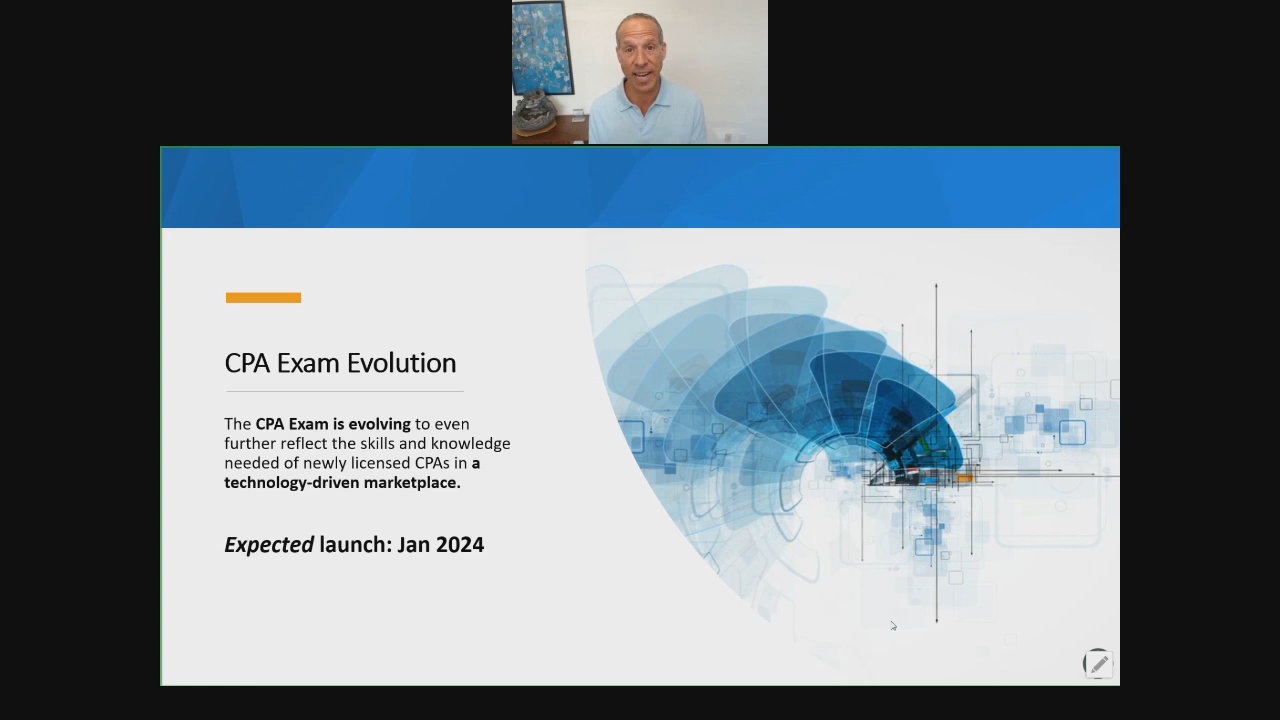 CPA Exam Evolution
The CPA Exam is evolving to even
further reflect the skills and knowledge
needed of newly licensed CPAs in a
technology-driven marketplace.
Expected launch: Jan 2024